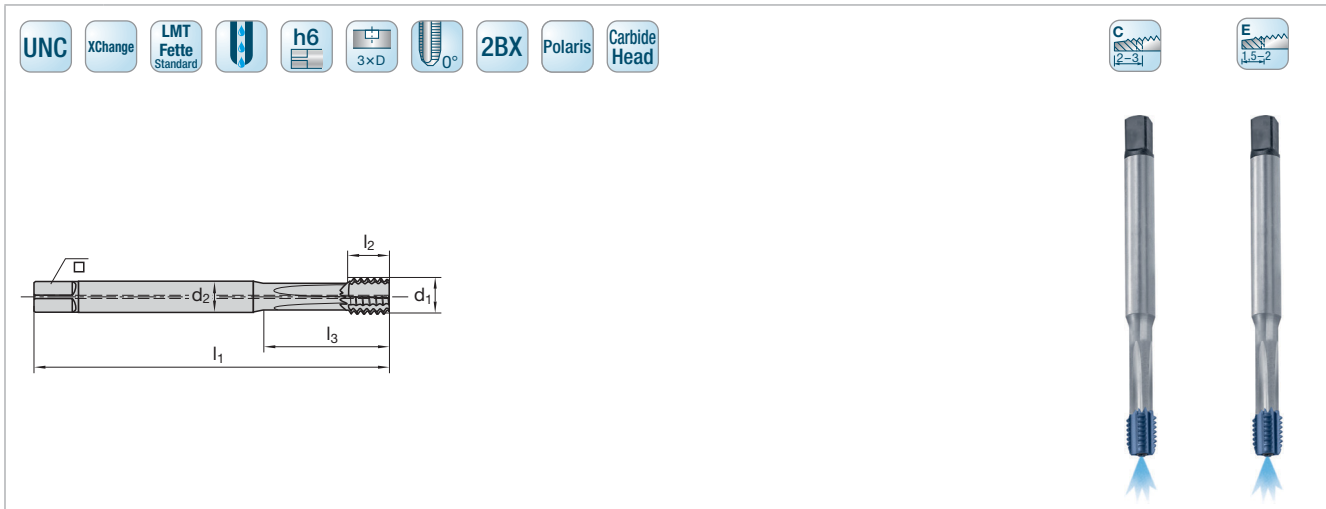 UNC
XChange
LMT
Fette
Standard
h6
3×D
0°
2BX
Polaris
Carbide
Head
C
2–3
E
1,5–2
l2
d2
d1
l3
l1